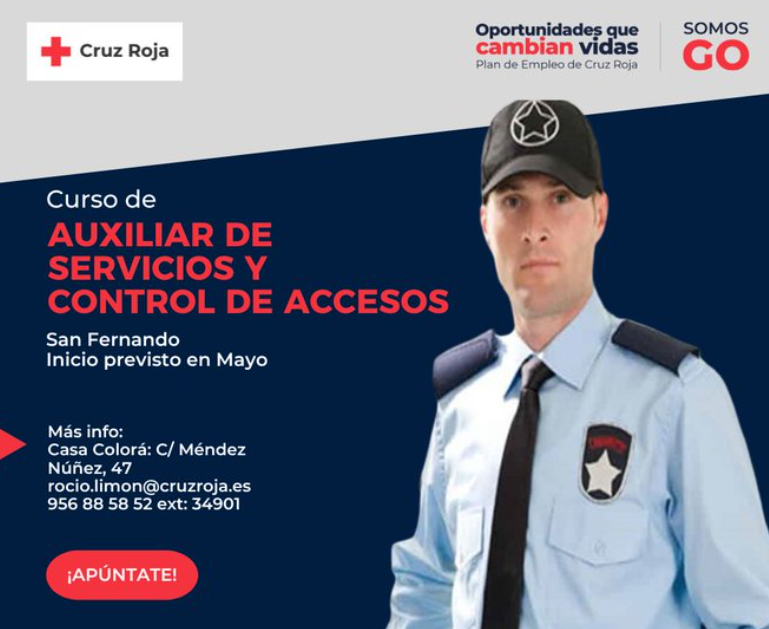 Cruz Roja
Oportunidades que
cambian vidas
Plan de Empleo de Cruz Roja
SOMOS
GO
Curso de
AUXILIAR DE
SERVICIOS Y
CONTROL DE ACCESOS
San Fernando
Inicio previsto en Mayo
Más info:
Casa Colorá: C/ Méndez
Núñez, 47
rocio.limon@cruzroja.es
956 88 58 52 ext: 34901
¡APÚNTATE!